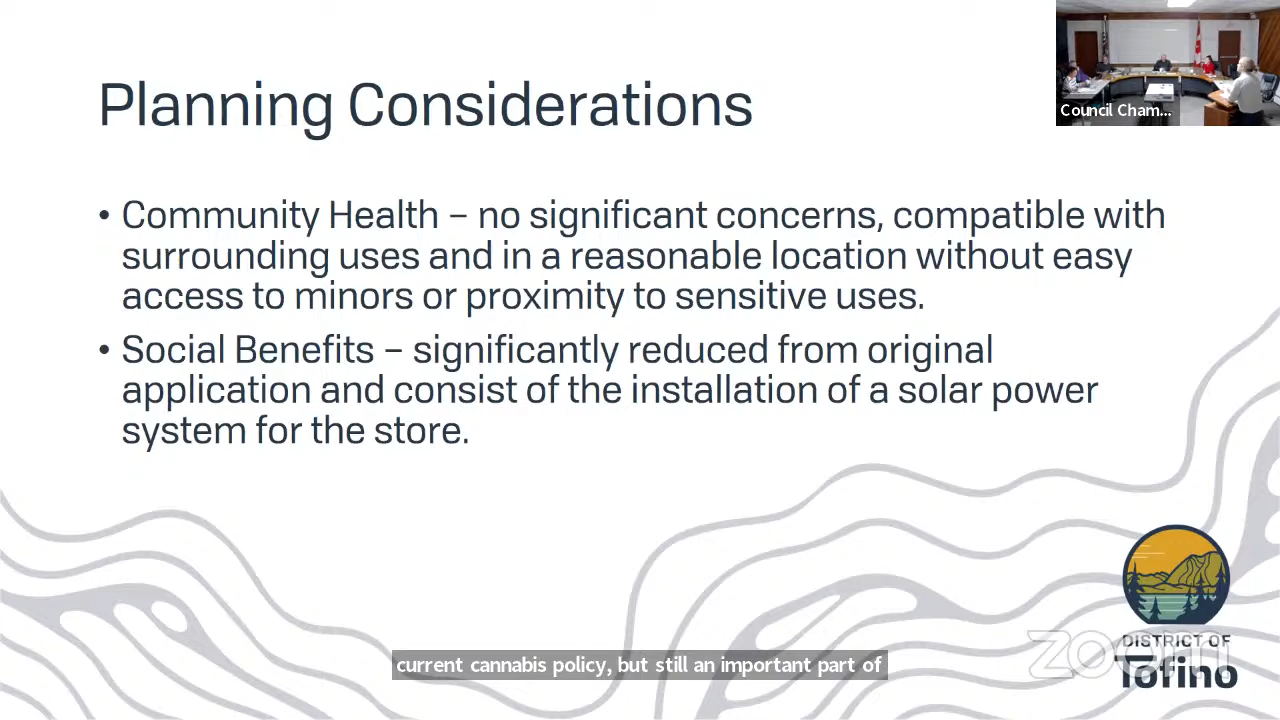 Planning Considerations
Council Cham...
• Community Health – no significant concerns, compatible with
surrounding uses and in a reasonable location without easy
access to minors or proximity to sensitive uses.
• Social Benefits – significantly reduced from original
application and consist of the installation of a solar power
system for the store.
current cannabis policy, but still an important part of
DISTRICT OF
Tofino
zoom